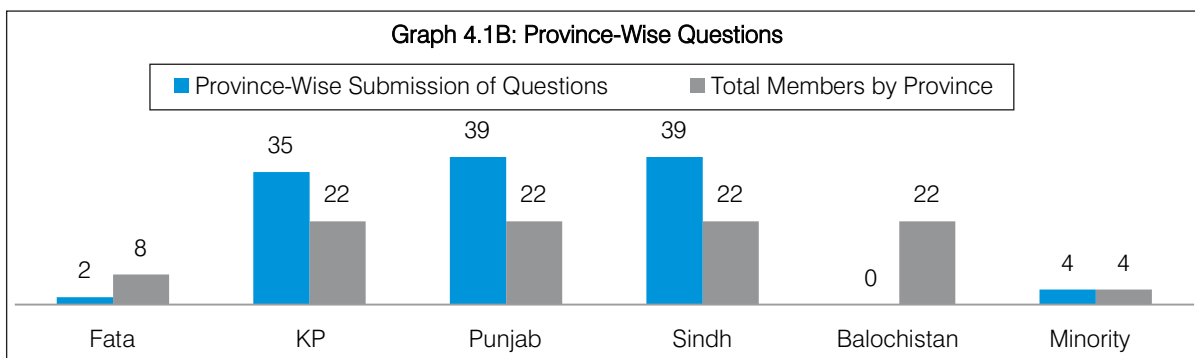 Graph 4.1B: Province-Wise Questions
Province-Wise Submission of Questions Total Members by Province
2 8 35 22 39 22 39 22 0 22 4 4
Fata KP Punjab Sindh Balochistan Minority